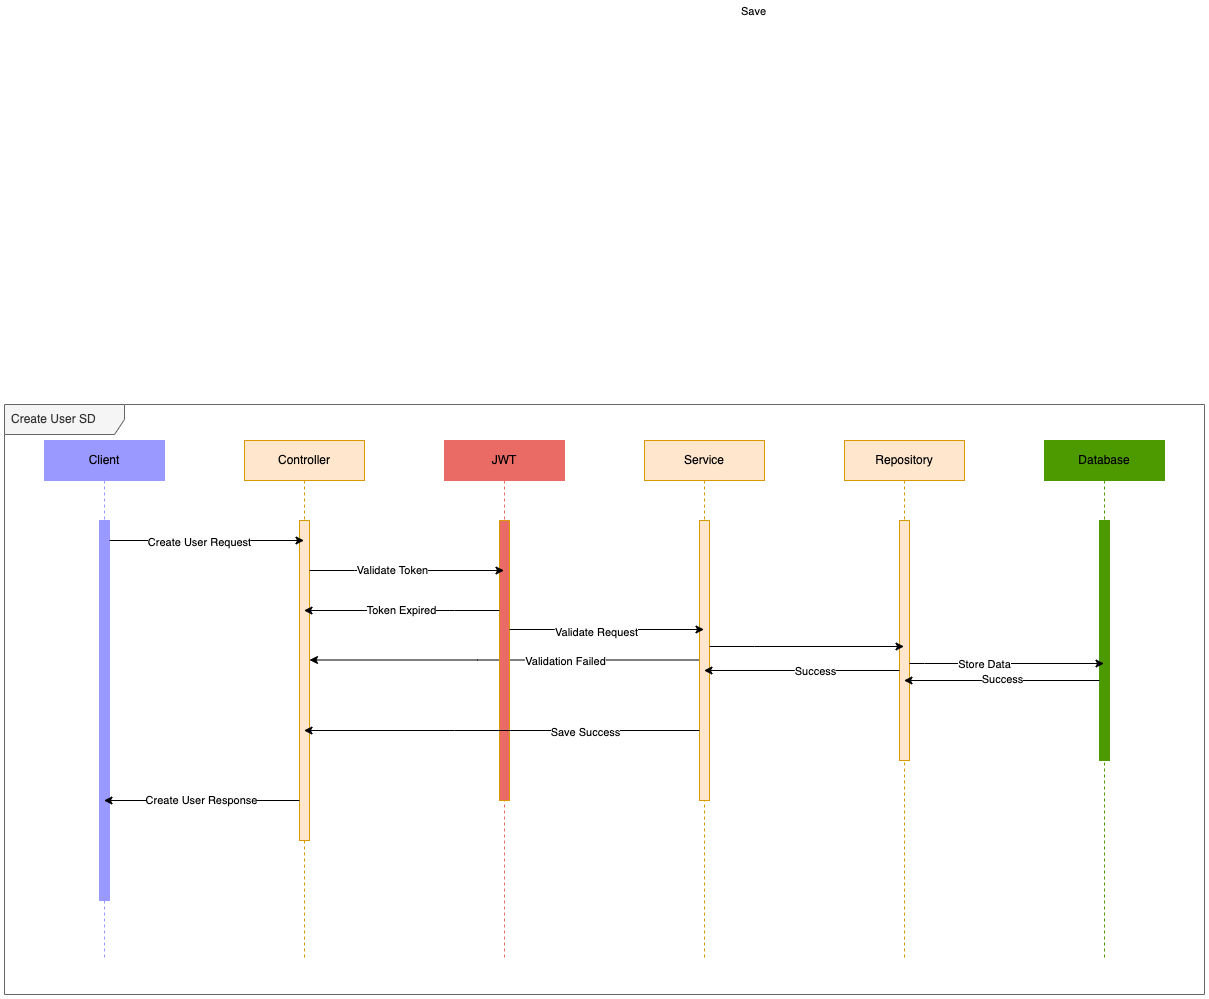 Save
Create User SD
Client
Controller
JWT
Service
Repository
Database
Create User Request
Validate Token
Token Expired
Validate Request
Validation Failed
Store Data
Success
Success
Save Success
Create User Response